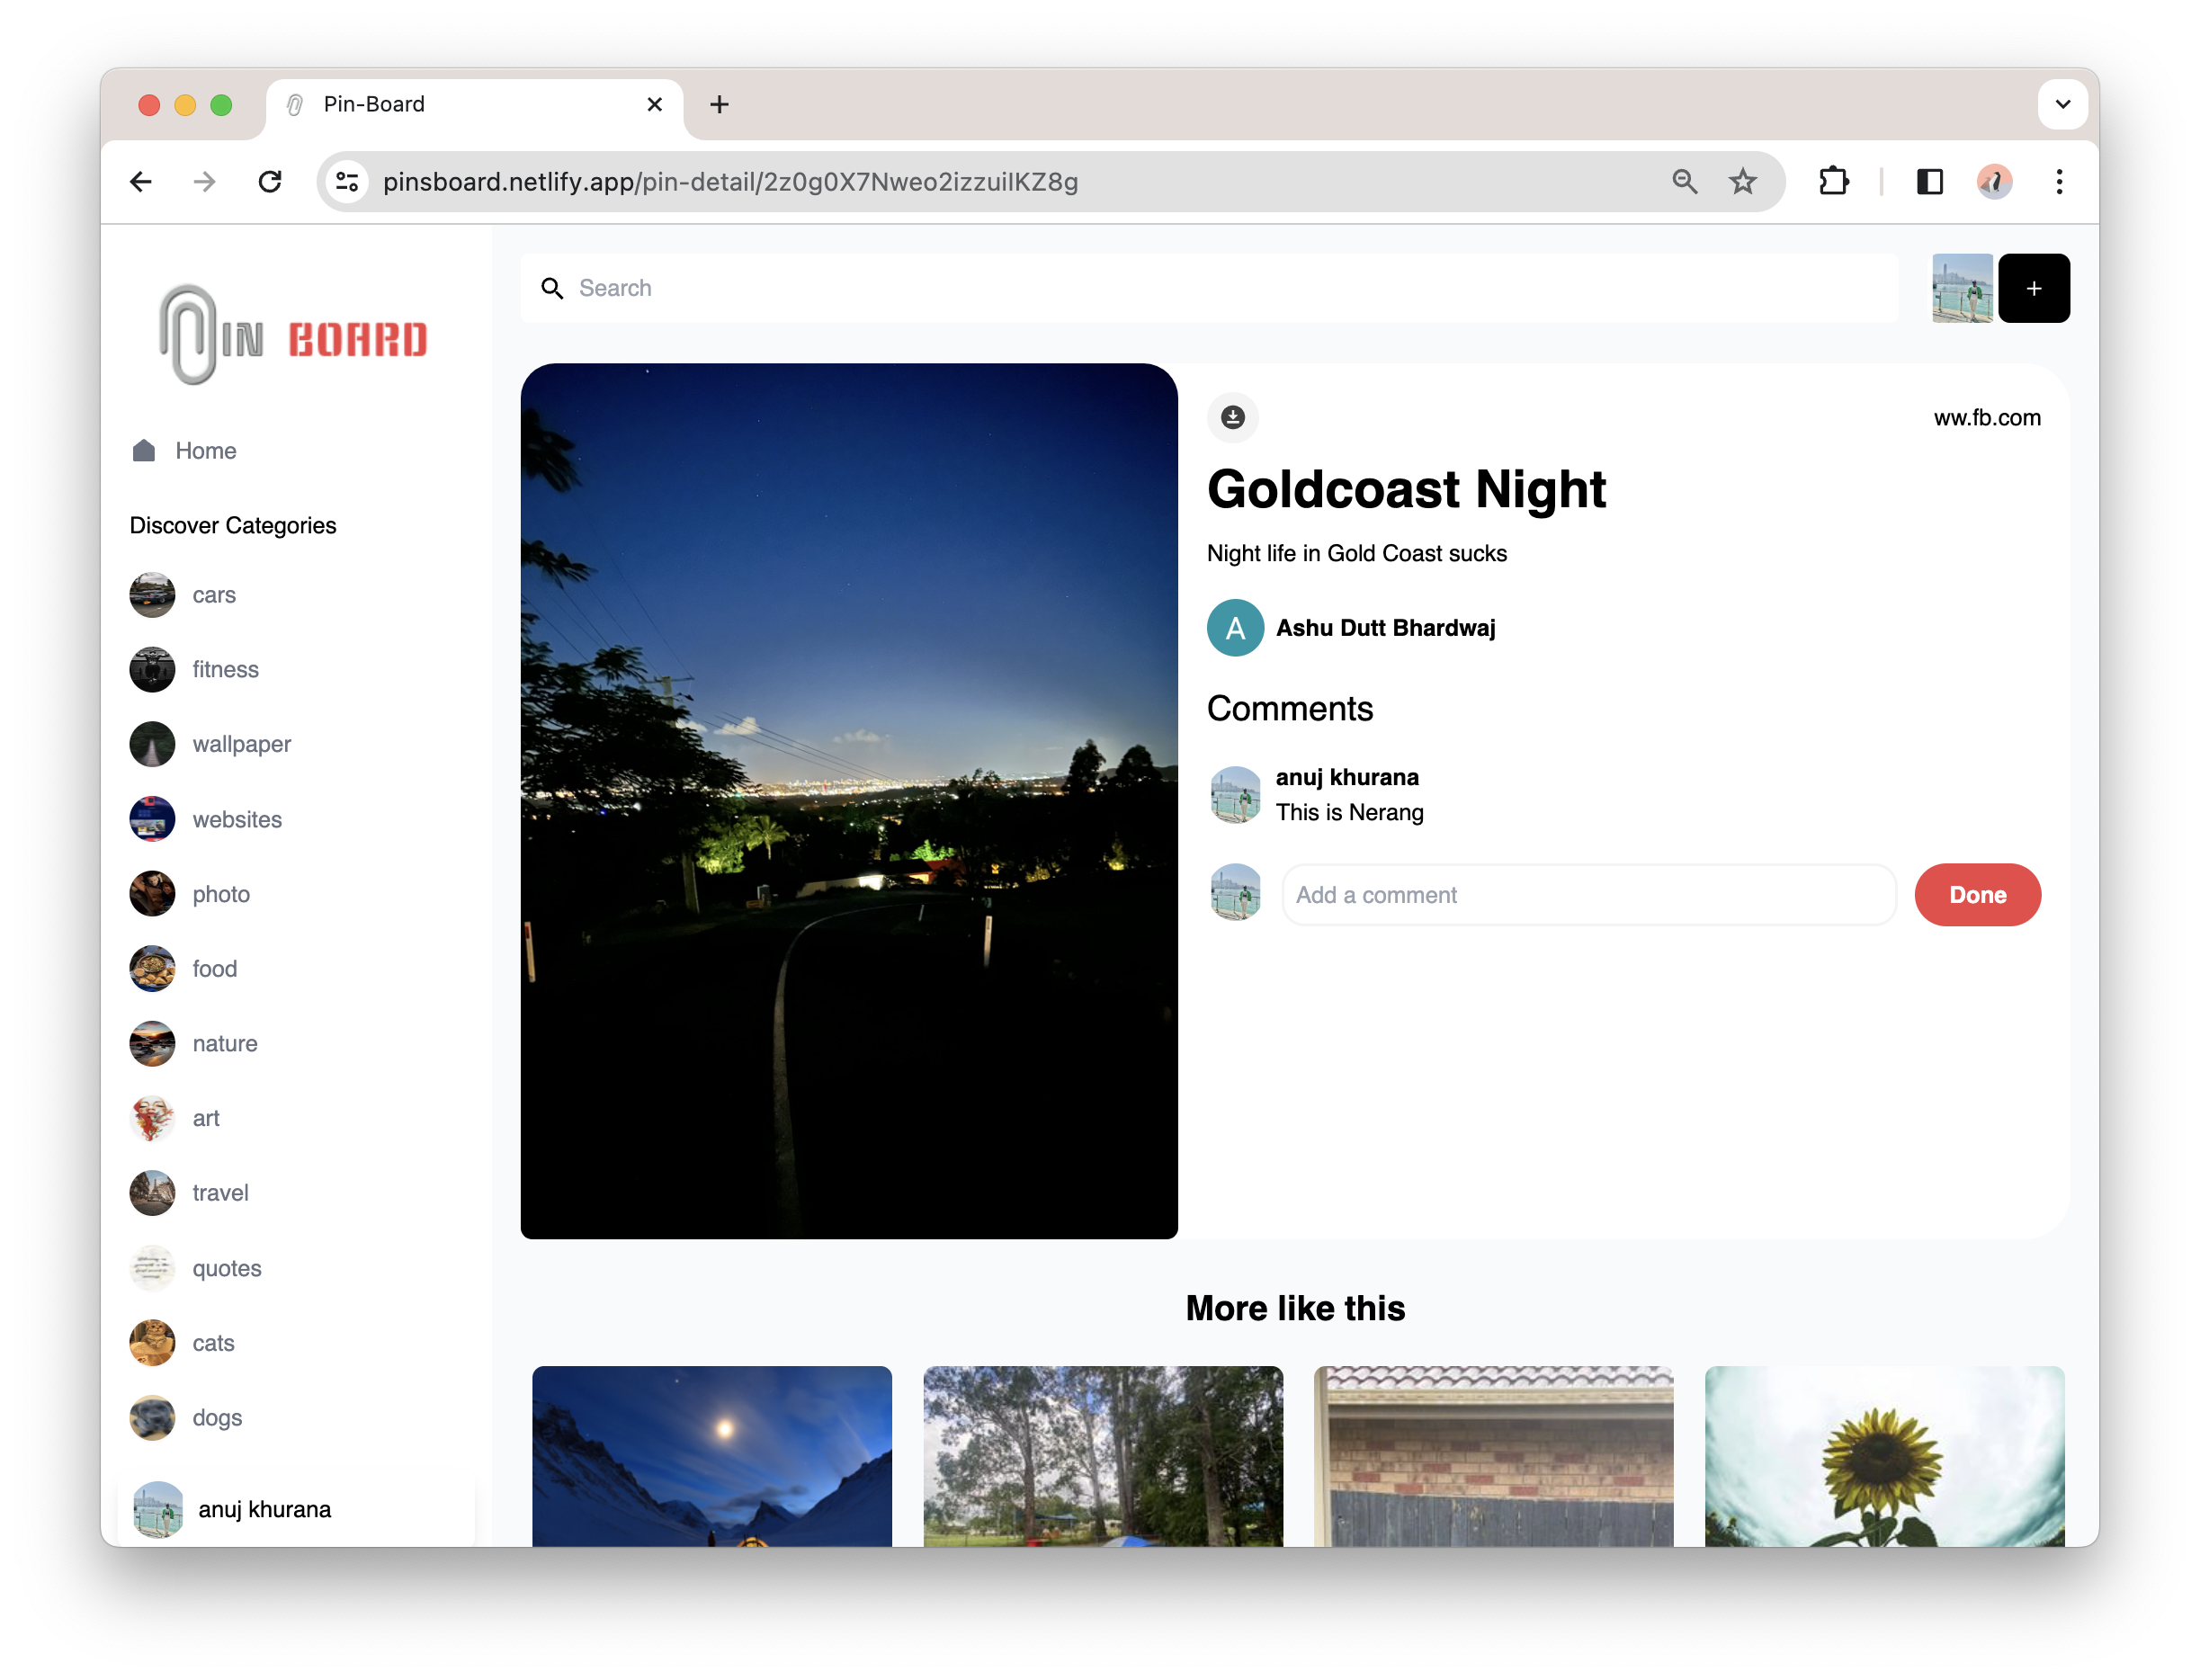 Pin-Board
pinsboard.netlify.app/pin-detail/2z0g0X7Nweo2izzuiIKZ8g
IN BOARD
Search
+
Home
Discover Categories
cars
fitness
wallpaper
websites
photo
food
nature
art
travel
quotes
cats
dogs
anuj khurana
ww.fb.com
Goldcoast Night
Night life in Gold Coast sucks
A Ashu Dutt Bhardwaj
Comments
anuj khurana
This is Nerang
Add a comment
Done
More like this